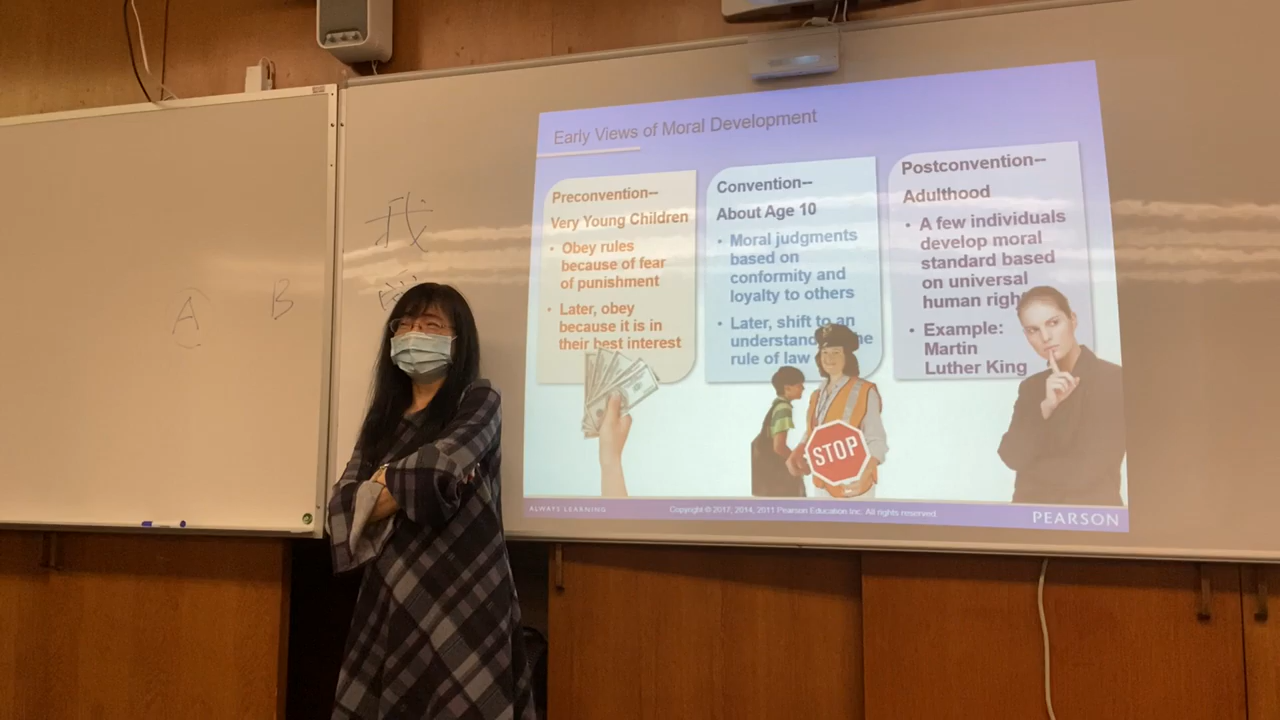 A
B
我
Early Views of Moral Development
Preconvention--
Very Young Children
• Obey rules
because of fear
of punishment
• Later, obey
because it is in
their best interest
Convention--
About Age 10
• Moral judgments
based on
conformity and
loyalty to others
• Later, shift to an
rule of law
Postconvention--
Adulthood
• A few individuals
develop moral
standard based
on universal
human
• Example:
Martin
Luther King
STOP
ALWAYS LEARNING
Copyright © 2017, 2014, 2011 Pearson Education Inc. All rights reserved.
PEARSON